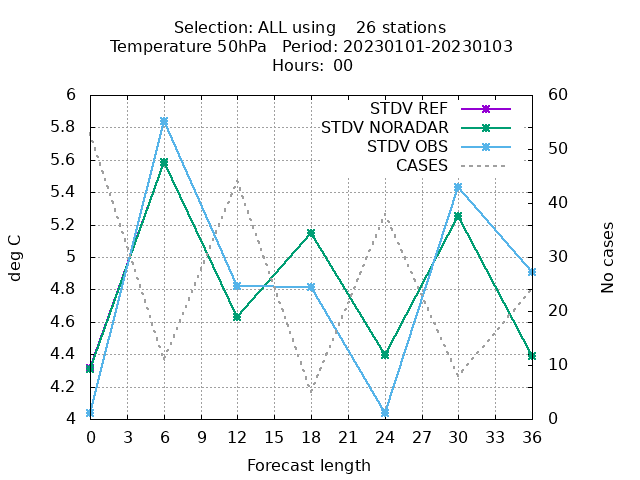 Selection: ALL using    26 stations
Temperature 50hPa   Period: 20230101-20230103
Hours:  00
6
5.8
5.6
5.4
5.2
5
4.8
4.6
4.4
4.2
4
60
50
40
30
20
10
0
STDV REF
STDV NORADAR
STDV OBS
CASES
deg C
No cases
0 3 6 9 12 15 18 21 24 27 30 33 36
Forecast length